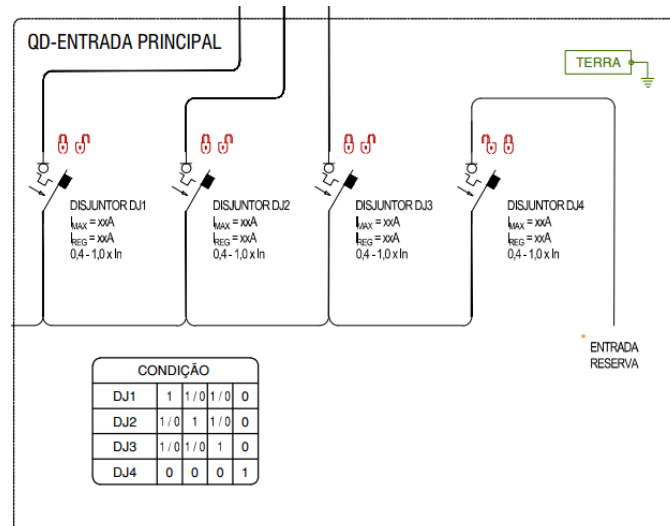 QD-ENTRADA PRINCIPAL
TERRA
DISJUNTOR DJ1
IMAX = xxA
IREG = xxA
0,4 - 1,0 x In
DISJUNTOR DJ2
IMAX = xxA
IREG = xxA
0,4 - 1,0 x In
DISJUNTOR DJ3
IMAX = xxA
IREG = xxA
0,4 - 1,0 x In
DISJUNTOR DJ4
IMAX = xxA
IREG = xxA
0,4 - 1,0 x In
* ENTRADA
RESERVA
CONDIÇÃO
DJ1 1 1 / 0 1 / 0 0
DJ2 1 / 0 1 1 / 0 0
DJ3 1 / 0 1 / 0 1 0
DJ4 0 0 0 1